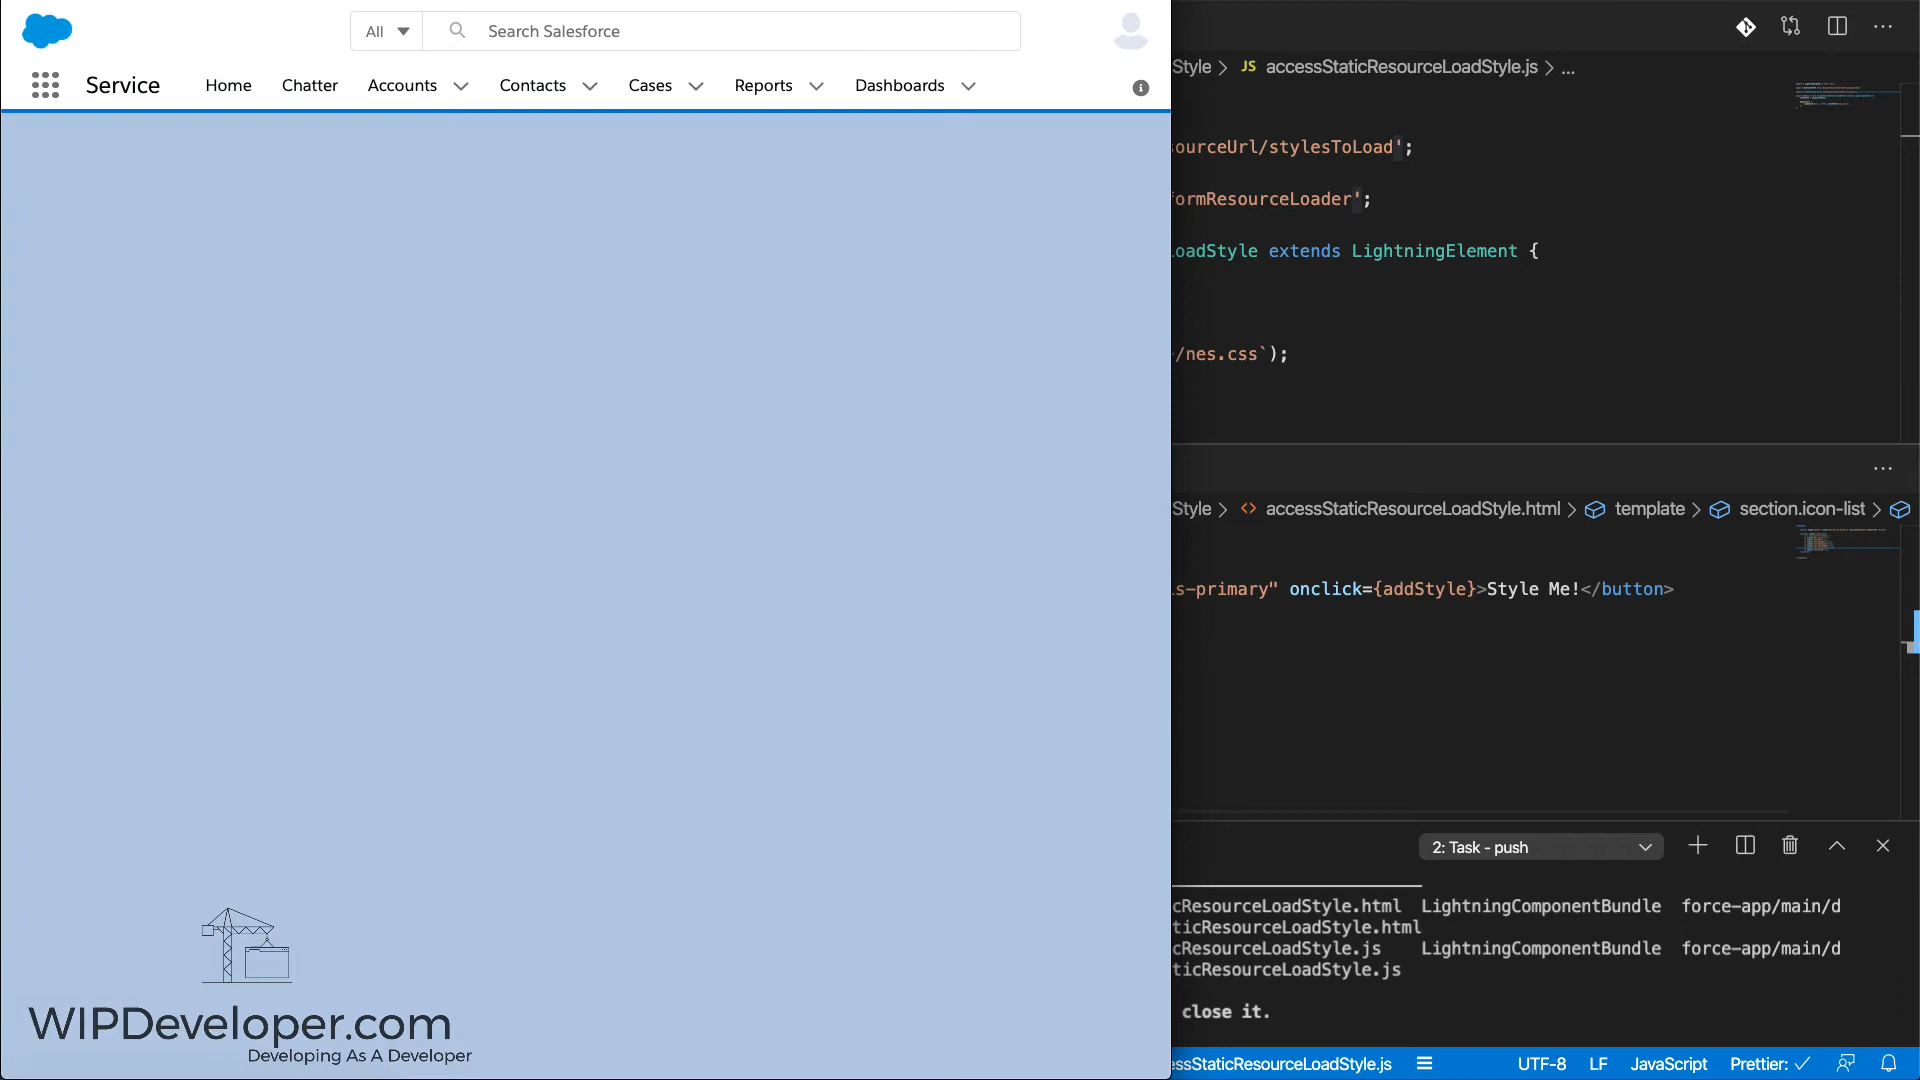 All
Search Salesforce
Service
Home
Chatter
Accounts
Contacts
Cases
Reports
Dashboards
WIPDeveloper.com
Developing As A Developer
Style > JS accessStaticResourceLoadStyle.js > ...
ourceUrl/stylesToLoad';
formResourceLoader';
oadStyle extends LightningElement {
/nes.css`);
Style > <> accessStaticResourceLoadStyle.html > template > section.icon-list >
s-primary" onclick={addStyle}>Style Me!</button>
2: Task - push
cResourceLoadStyle.html LightningComponentBundle force-app/main/d
ticResourceLoadStyle.html
cResourceLoadStyle.js LightningComponentBundle force-app/main/d
ticResourceLoadStyle.js
close it.
essStaticResourceLoadStyle.js
UTF-8
LF
JavaScript
Prettier: ✓